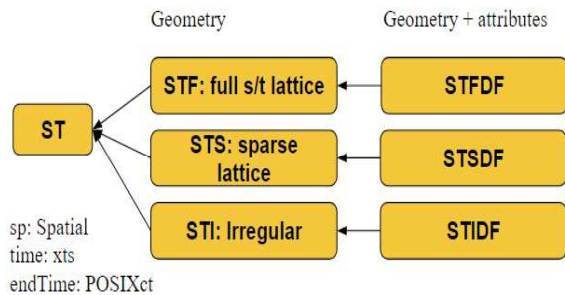 Geometry
Geometry + attributes
STF: full s/t lattice
STFDF
ST
STS: sparse
lattice
STSDF
STI: Irregular
STIDF
sp: Spatial
time: xts
endTime: POSIXct